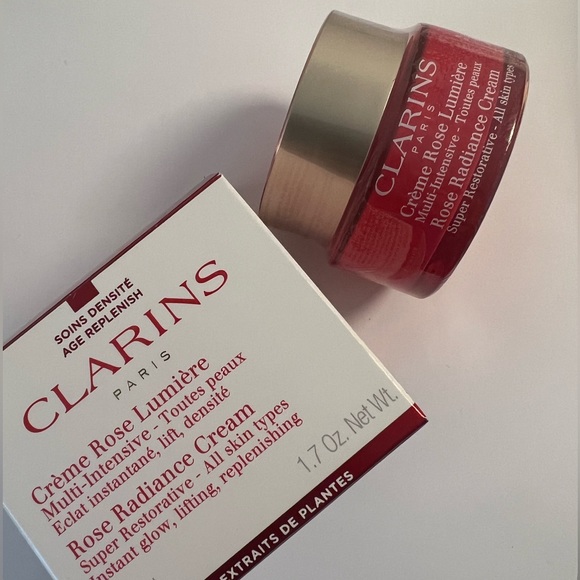 CLARINS
PARIS
Crème Rose Lumière
Multi-Intensive - Toutes peaux
Rose Radiance Cream
Super Restorative - All skin types
SOINS DENSITÉ
AGE REPLENISH
CLARINS
PARIS
Crème Rose Lumière
Multi-Intensive - Toutes peaux
Eclat instantané, lift, densité
Rose Radiance Cream
Super Restorative - All skin types
Instant glow, lifting, replenishing
1.7 Oz. Net Wt.
EXTRAITS DE PLANTES